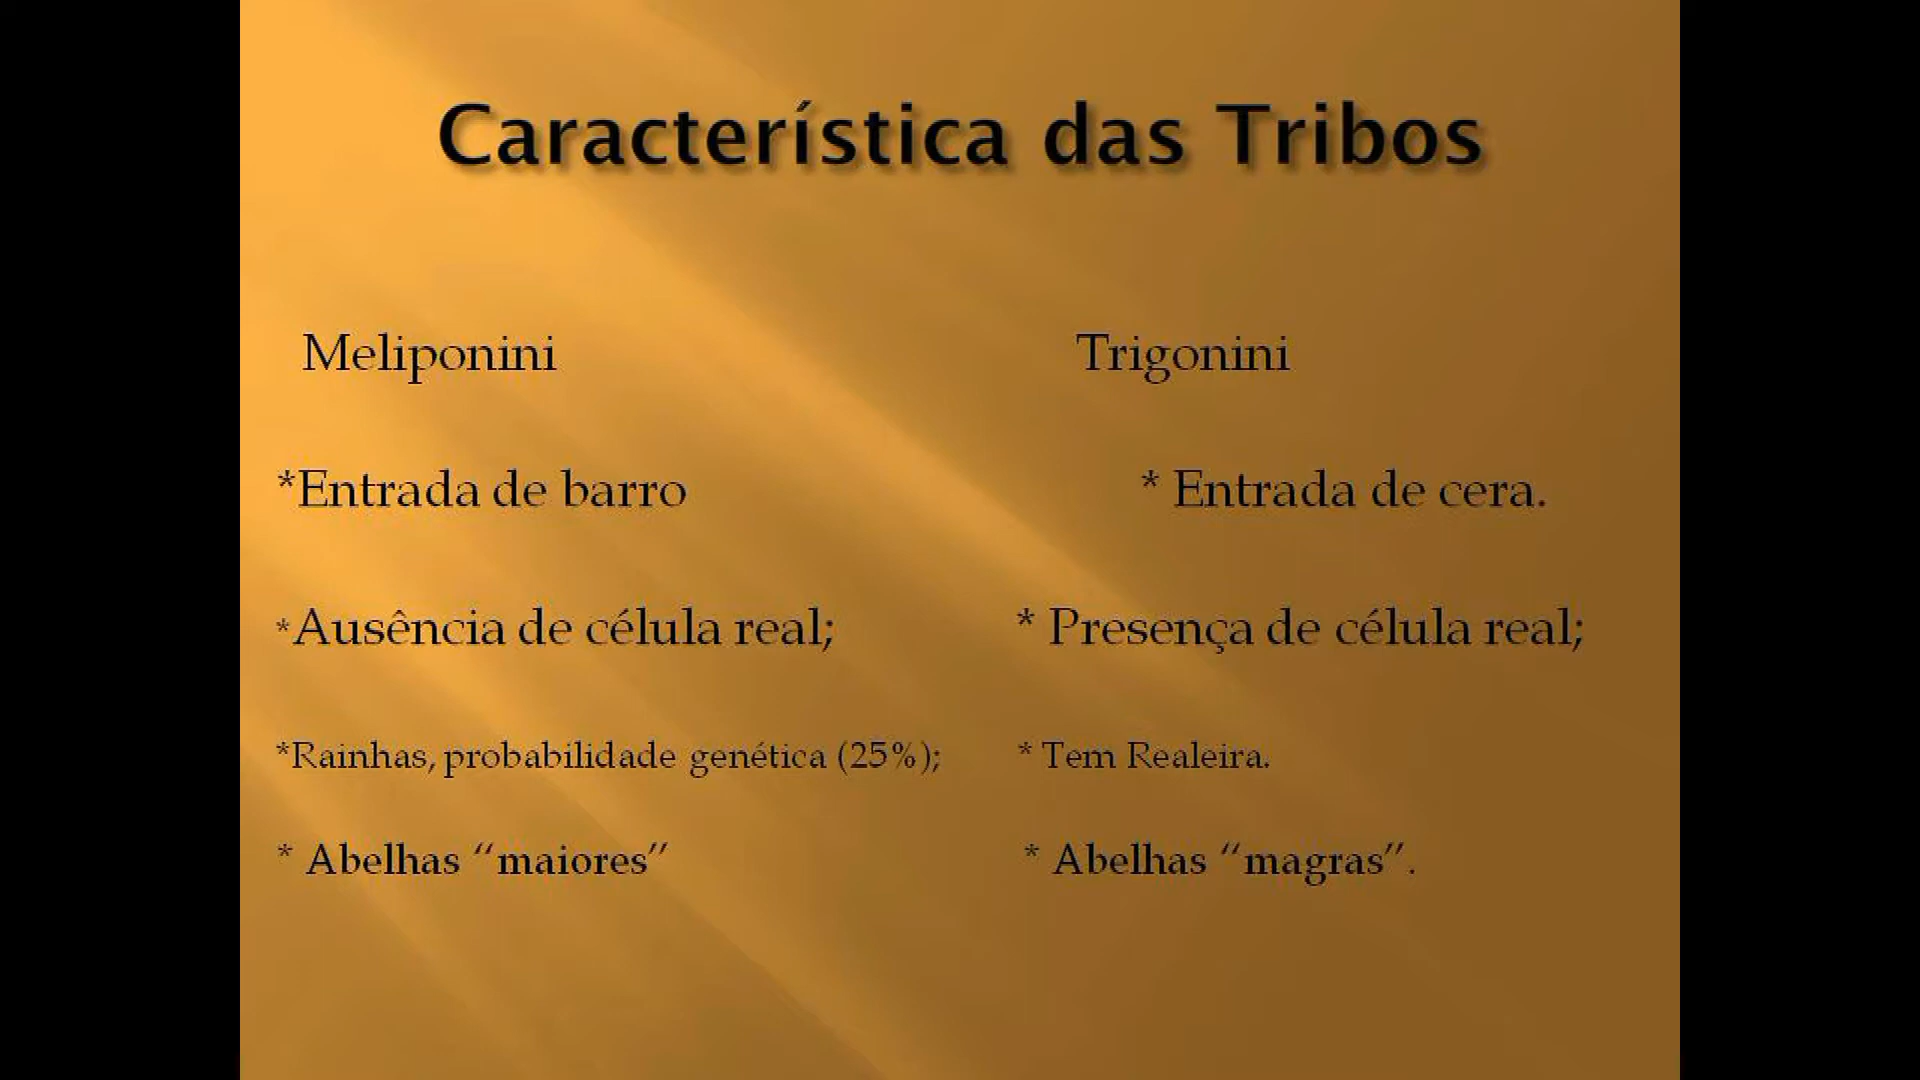 Característica das Tribos
Meliponini
Trigonini
*Entrada de barro
* Entrada de cera.
*Ausência de célula real;
* Presença de célula real;
*Rainhas, probabilidade genética (25%);
* Tem Realeira.
* Abelhas “maiores”
* Abelhas “magras”.